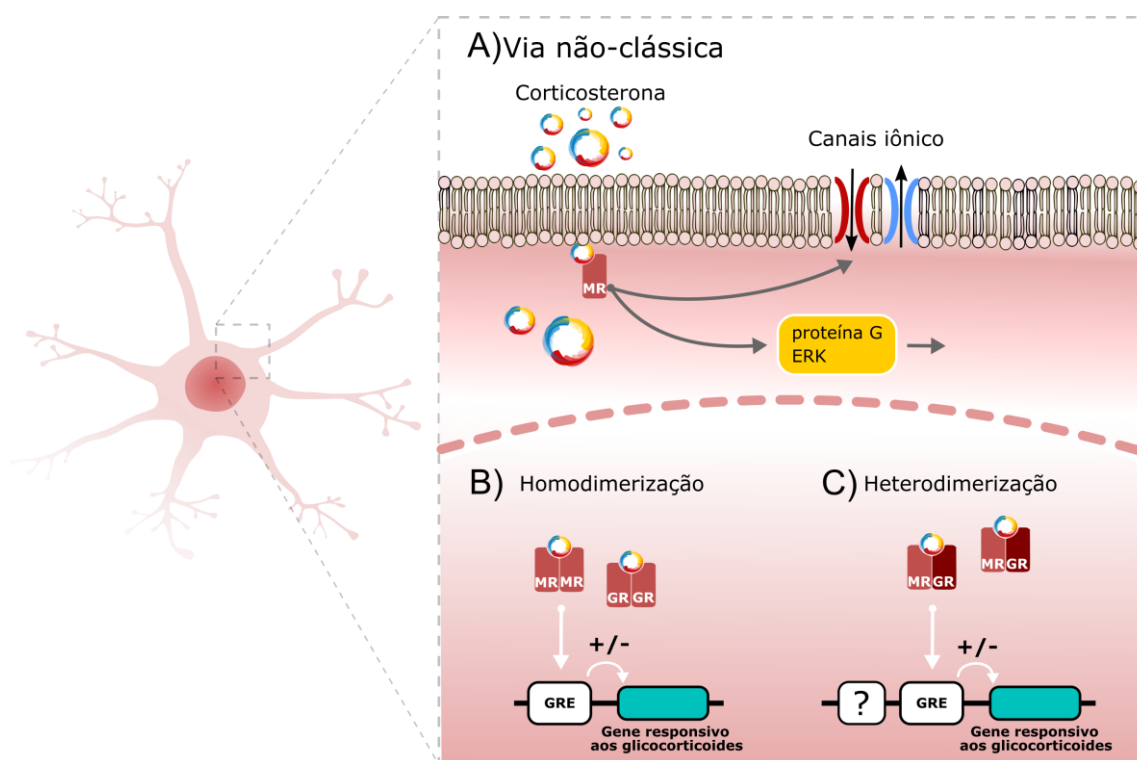 A) Via não-clássica
Corticosterona
Canais iônico
MR
proteína G
ERK
B) Homodimerização
MR MR
GR GR
+/-
GRE
Gene responsivo
aos glicocorticoides
C) Heterodimerização
MR GR
MR GR
+/-
?
GRE
Gene responsivo
aos glicocorticoides